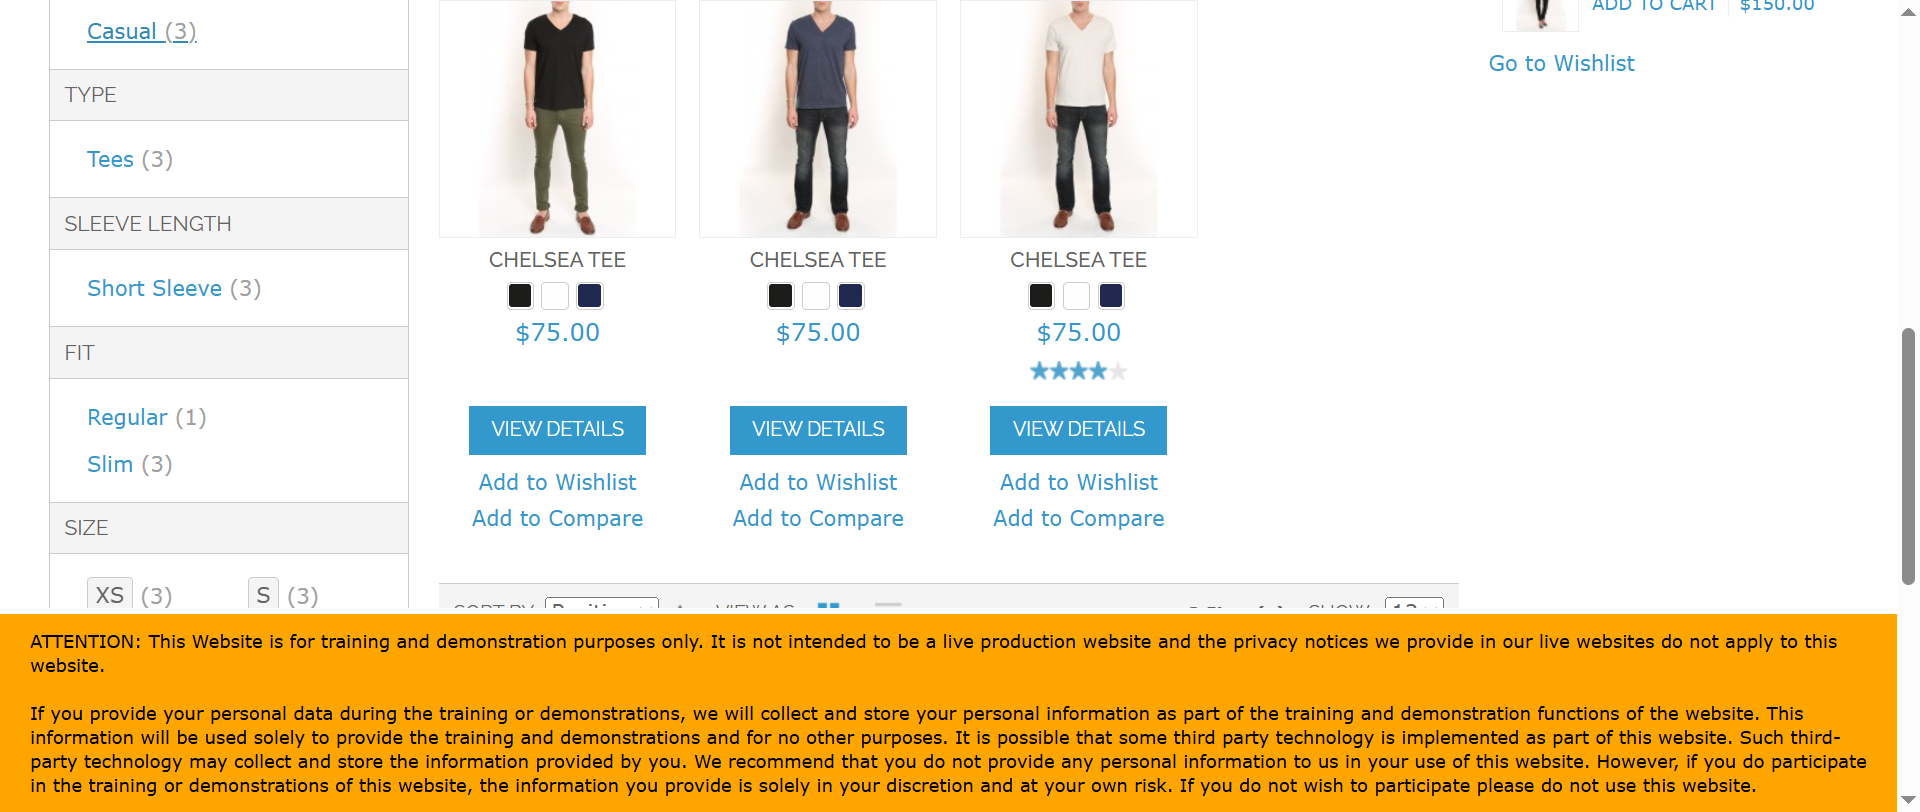 Casual (3)
TYPE
Tees (3)
SLEEVE LENGTH
Short Sleeve (3)
FIT
Regular (1)
Slim (3)
SIZE
XS (3) S (3)
CHELSEA TEE CHELSEA TEE CHELSEA TEE
$75.00 $75.00 $75.00
VIEW DETAILS VIEW DETAILS VIEW DETAILS
Add to Wishlist Add to Wishlist Add to Wishlist
Add to Compare Add to Compare Add to Compare
SORT BY Position VIEW AS SHOW 12
ADD TO CART $150.00
Go to Wishlist
ATTENTION: This Website is for training and demonstration purposes only. It is not intended to be a live production website and the privacy notices we provide in our live websites do not apply to this
website.
If you provide your personal data during the training or demonstrations, we will collect and store your personal information as part of the training and demonstration functions of the website. This
information will be used solely to provide the training and demonstrations and for no other purposes. It is possible that some third party technology is implemented as part of this website. Such third-
party technology may collect and store the information provided by you. We recommend that you do not provide any personal information to us in your use of this website. However, if you do participate
in the training or demonstrations of this website, the information you provide is solely in your discretion and at your own risk. If you do not wish to participate please do not use this website.